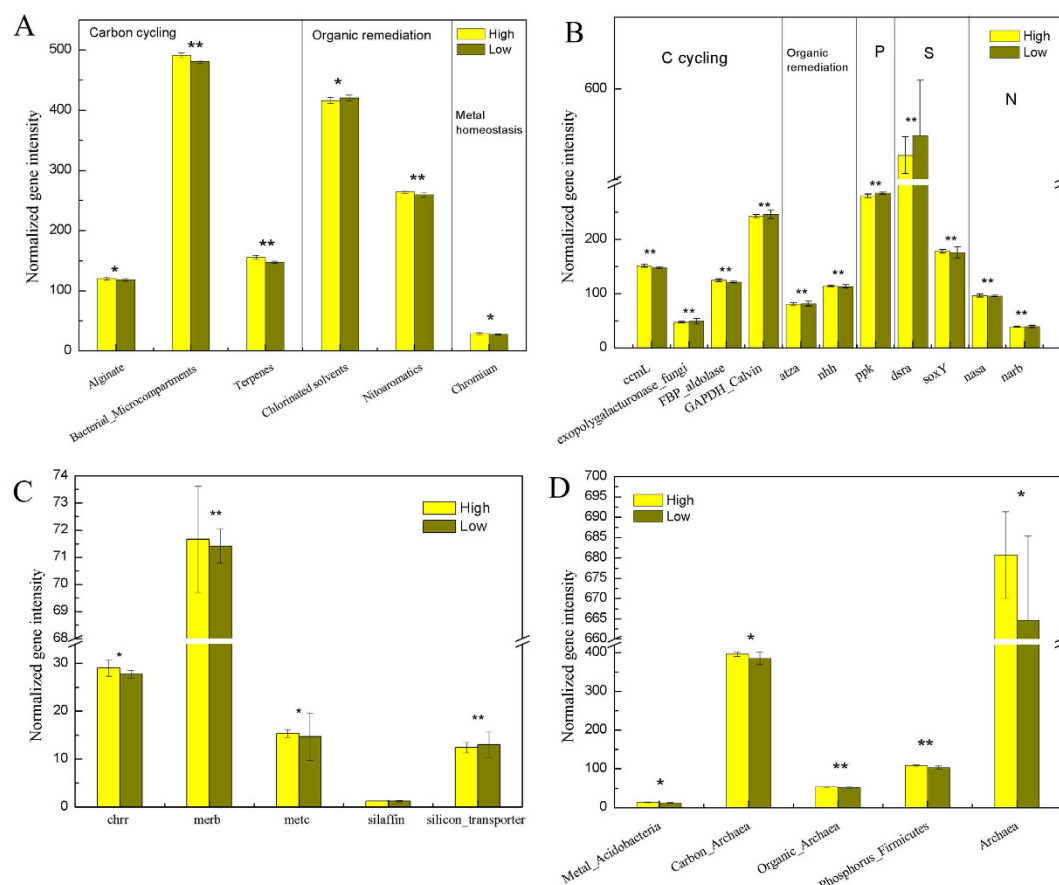 A
Carbon cycling
Organic remediation
High
Low
**
*
**
*
**
*
Metal
homeostasis
Normalized gene intensity
500
400
300
200
100
0
Alginate
Bacterial_Microcompartments
Terpenes
Chlorinated solvents
Nitoaromatics
Chromium
B
C cycling
Organic
remediation
P
S
N
High
Low
Normalized gene intensity
600
200
100
0
**
**
**
**
**
**
**
**
**
**
**
ccmL
exopolygalacturonase_fungi
FBP_aldolase
GAPDH_Calvin
atza
nhh
ppk
dsra
soxY
nasa
narb
C
High
Low
Normalized gene intensity
74
73
72
71
70
69
68
30
20
10
0
*
**
*
**
chrr
merb
metc
silaffin
silicon_transporter
D
High
Low
Normalized gene intensity
700
695
690
685
680
675
670
665
660
400
300
200
100
0
*
*
**
**
*
Metal_Acidobacteria
Carbon_Archaea
Organic_Archaea
Phosphorus_Firmicutes
Archaea